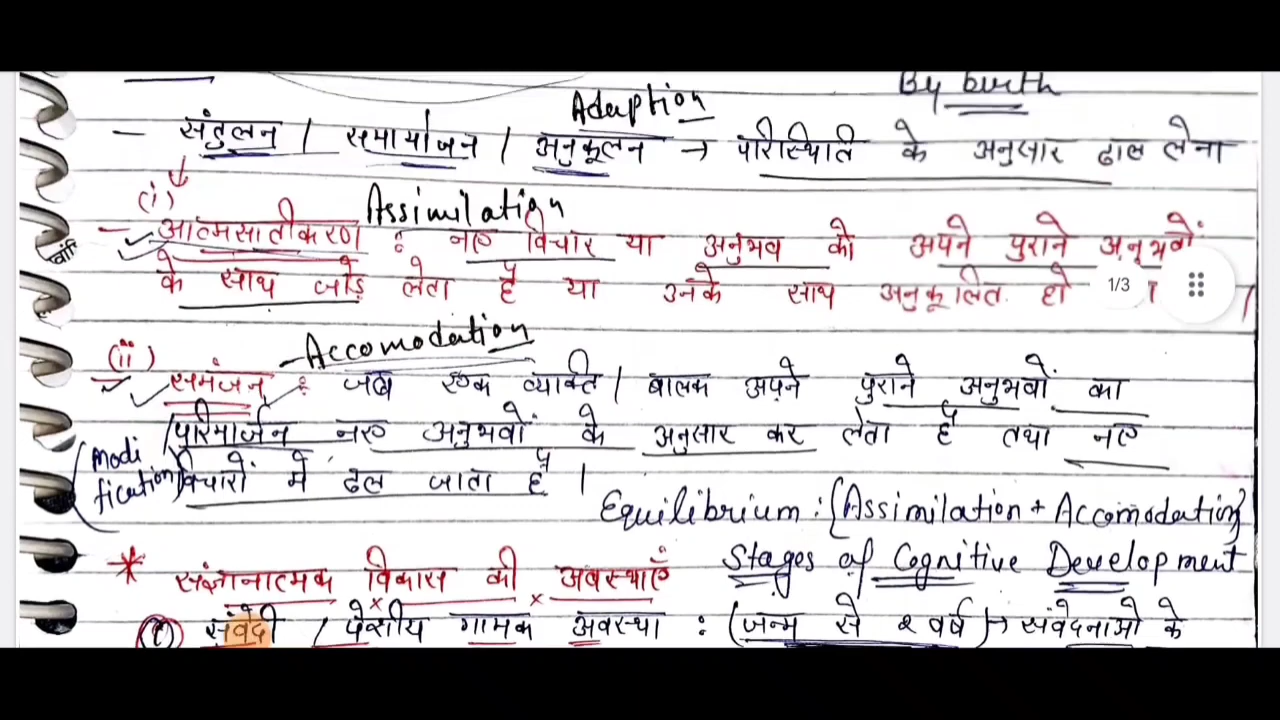 By birth
Adaption
— संतुलन / समायोजन / अनुकूलन → परिस्थिति के अनुसार ढाल लेना
(i) Assimilation
— आत्मसातीकरण : नए विचार या अनुभव को अपने पुराने अनुभवों
के साथ जोड़ लेता है या उनके साथ अनुकूलित हो
1/3
(ii) Accomodation
— समंजन : जब एक व्यक्ति / बालक अपने पुराने अनुभवों का
परिमार्जन नए अनुभवों के अनुसार कर लेता है तथा नए
(modi fication) विचारों में ढल जाता है |
Equilibrium : {Assimilation + Accomodation}
* संज्ञानात्मक विकास की अवस्थाएँ Stages of Cognitive Development
(1) संवेदी / पेशीय गामक अवस्था : (जन्म से 2 वर्ष) → संवेदनाओ के